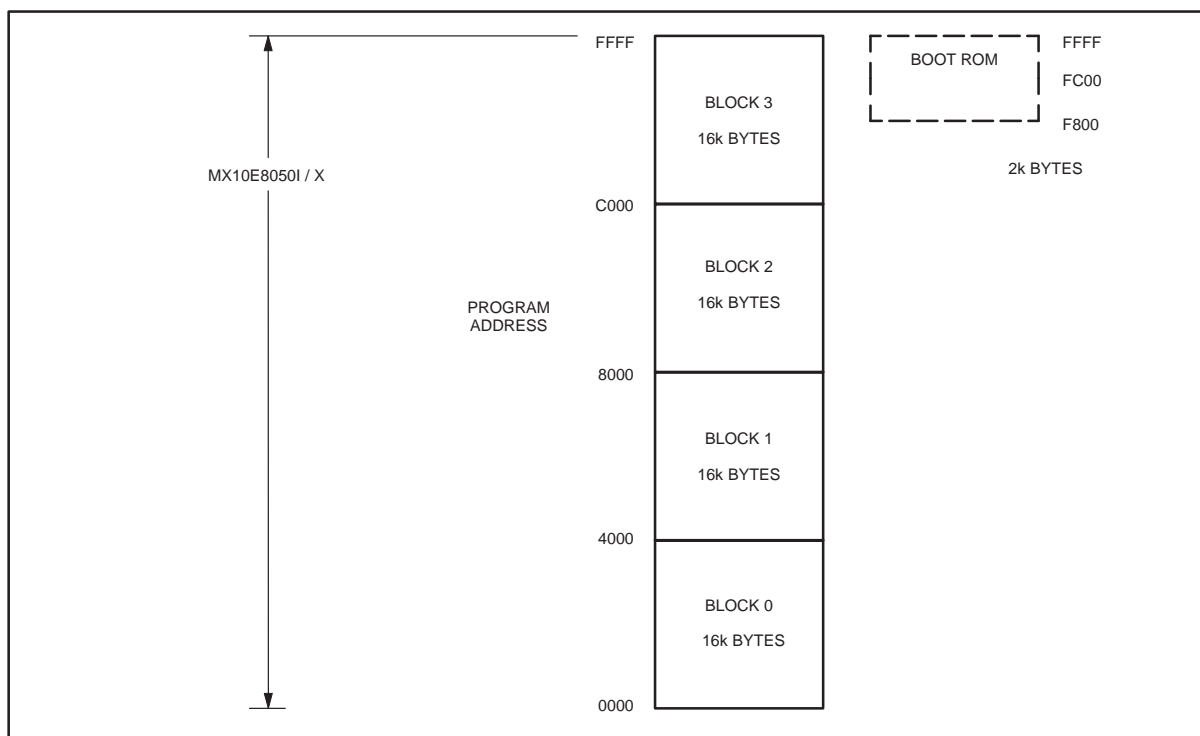 FFFF
BOOT ROM
FFFF
BLOCK 3
16k BYTES
FC00
F800
MX10E8050I / X
2k BYTES
C000
BLOCK 2
16k BYTES
PROGRAM
ADDRESS
8000
BLOCK 1
16k BYTES
4000
BLOCK 0
16k BYTES
0000